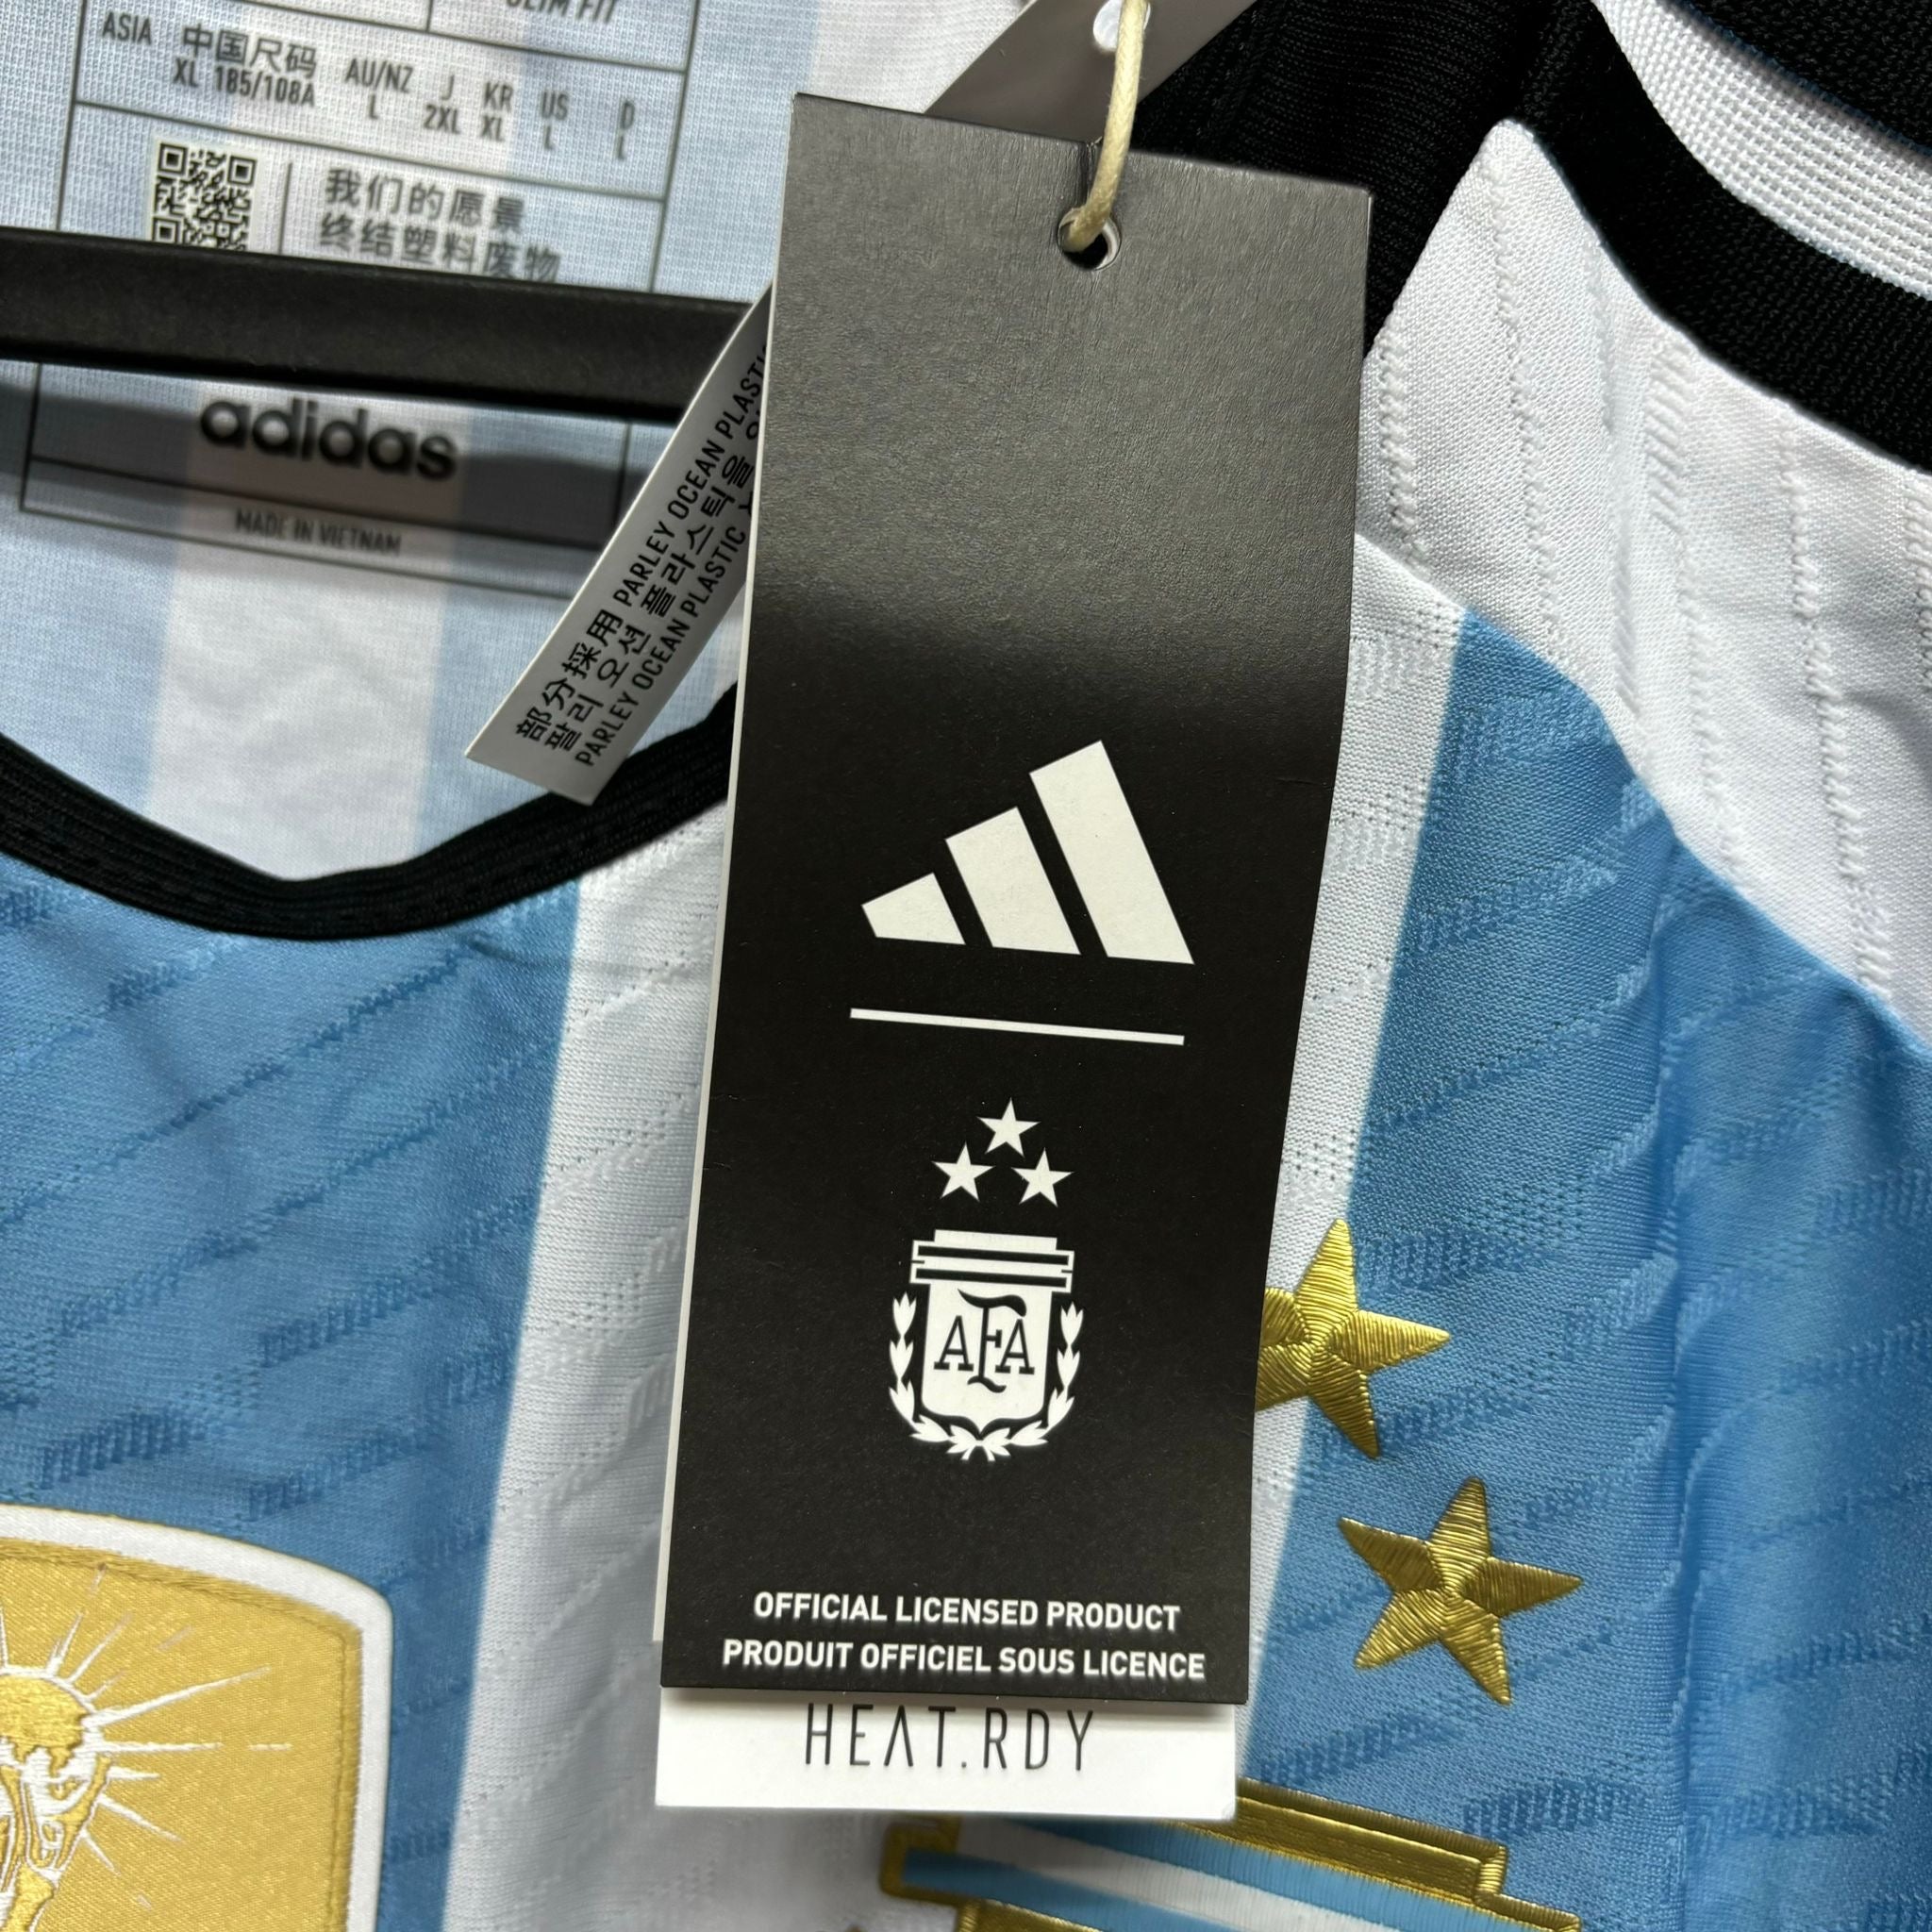 SLIM FIT
ASIA 中国尺码 AU/NZ J KR US D
XL 185/108A L 2XL XL L L
我们的愿景
终结塑料废物
adidas
MADE IN VIETNAM
部分採用 PARLEY OCEAN PLASTIC
팔리 오션 플라스틱을
PARLEY OCEAN PLASTIC
AFA
OFFICIAL LICENSED PRODUCT
PRODUIT OFFICIEL SOUS LICENCE
HEAT.RDY